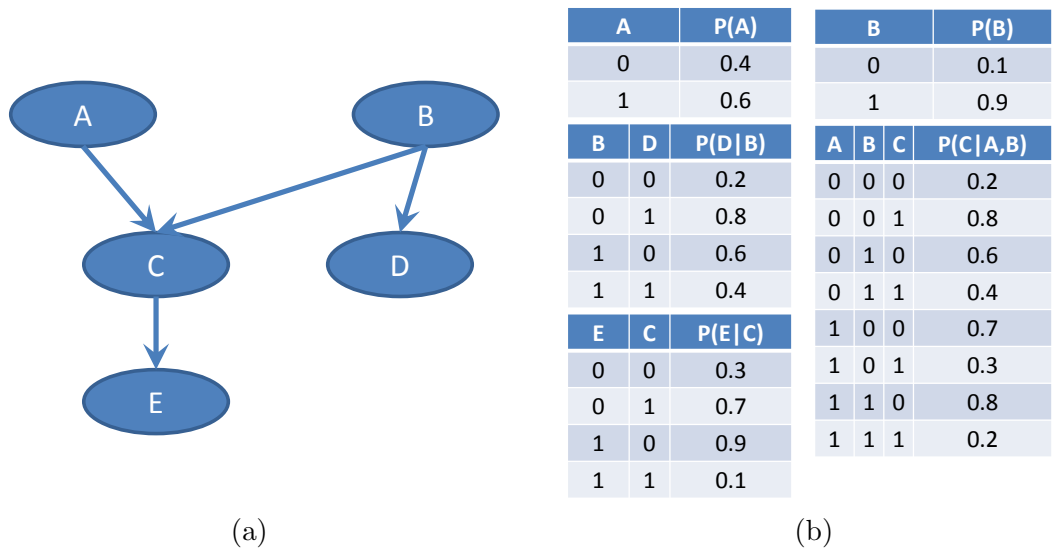 A
B
C
D
E
(a)
A P(A)
0 0.4
1 0.6
B P(B)
0 0.1
1 0.9
B D P(D|B)
0 0 0.2
0 1 0.8
1 0 0.6
1 1 0.4
E C P(E|C)
0 0 0.3
0 1 0.7
1 0 0.9
1 1 0.1
A B C P(C|A,B)
0 0 0 0.2
0 0 1 0.8
0 1 0 0.6
0 1 1 0.4
1 0 0 0.7
1 0 1 0.3
1 1 0 0.8
1 1 1 0.2
(b)